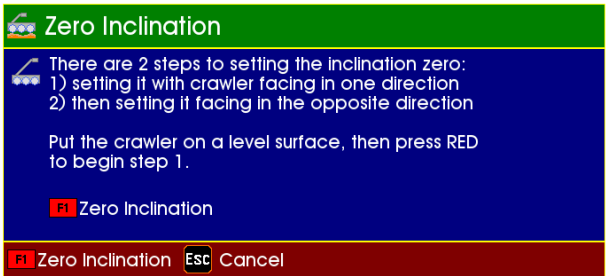 Zero Inclination
There are 2 steps to setting the inclination zero:
1) setting it with crawler facing in one direction
2) then setting it facing in the opposite direction
Put the crawler on a level surface, then press RED
to begin step 1.
F1 Zero Inclination
F1 Zero Inclination Esc Cancel